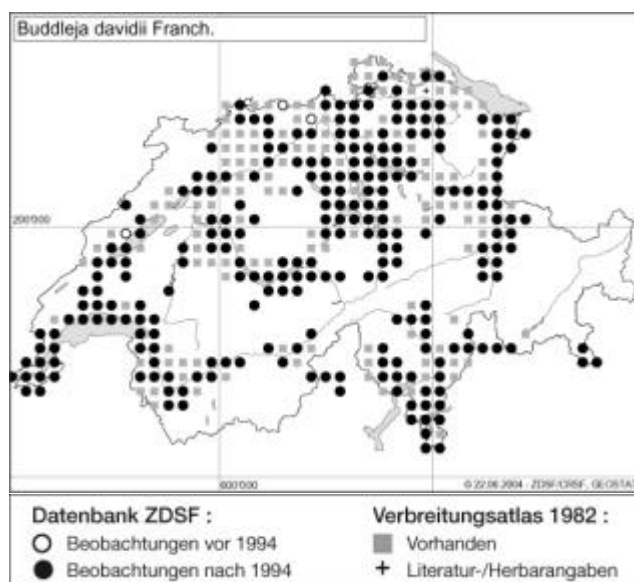 Buddleja davidii Franch.
200'000
600'000
© 22.06.2004 - ZDSF/CRSF, GEOSTAT
Datenbank ZDSF :
Beobachtungen vor 1994
Beobachtungen nach 1994
Verbreitungsatlas 1982 :
Vorhanden
Literatur-/Herbarangaben